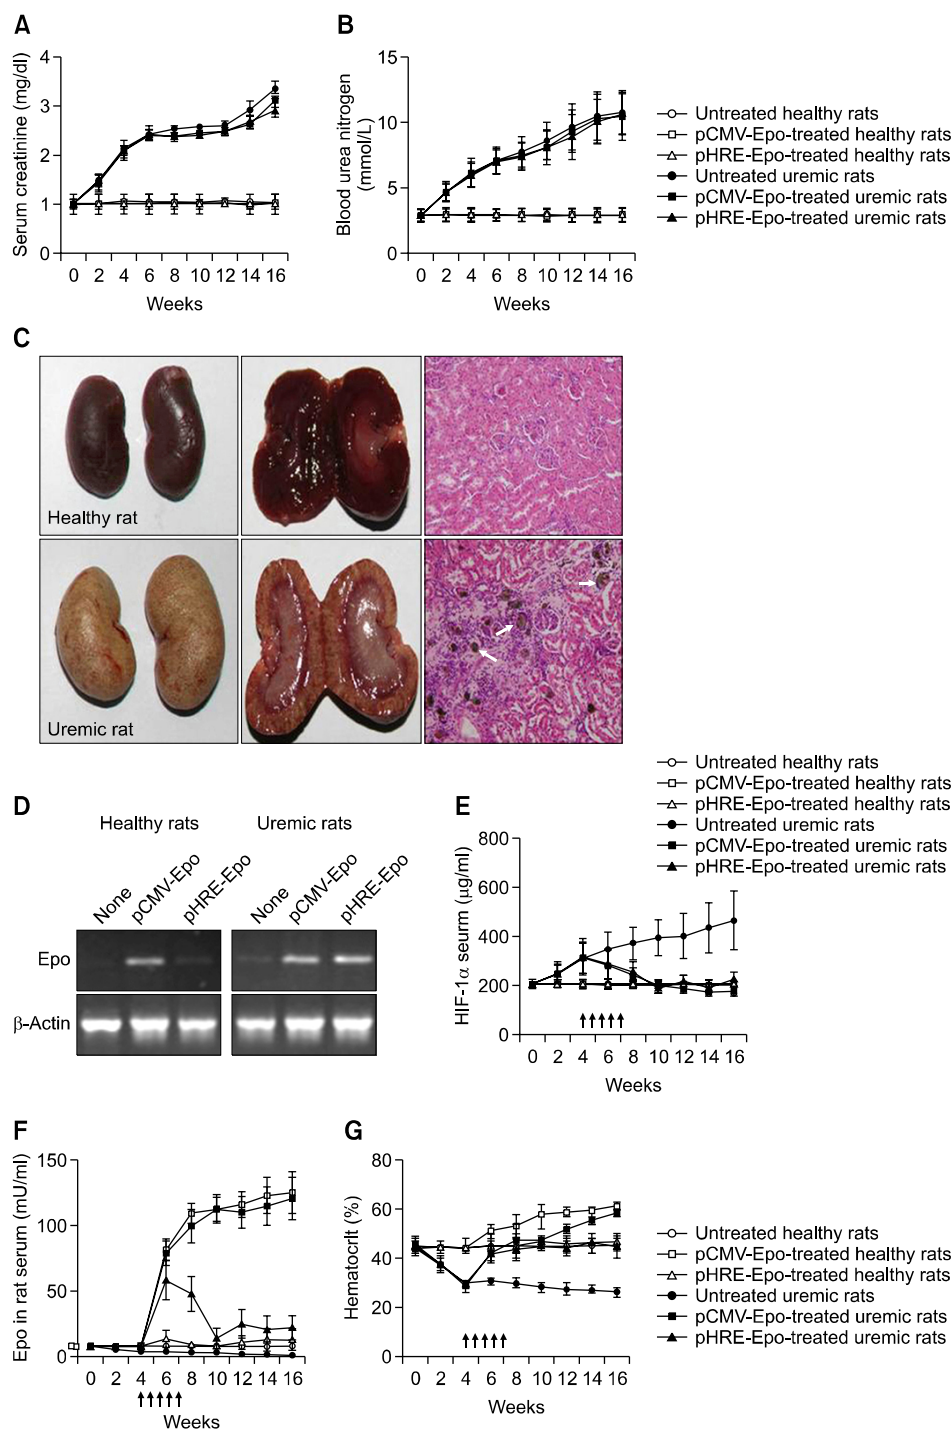 A
Serum creatinine (mg/dl)
4
3
2
1
0
0 2 4 6 8 10 12 14 16
Weeks
B
Blood urea nitrogen
(mmol/L)
15
10
5
0
0 2 4 6 8 10 12 14 16
Weeks
Untreated healthy rats
pCMV-Epo-treated healthy rats
pHRE-Epo-treated healthy rats
Untreated uremic rats
pCMV-Epo-treated uremic rats
pHRE-Epo-treated uremic rats
C
Healthy rat
Uremic rat
D
Healthy rats
Uremic rats
None
pCMV-Epo
pHRE-Epo
None
pCMV-Epo
pHRE-Epo
Epo
β-Actin
Untreated healthy rats
pCMV-Epo-treated healthy rats
pHRE-Epo-treated healthy rats
Untreated uremic rats
pCMV-Epo-treated uremic rats
pHRE-Epo-treated uremic rats
E
HIF-1α seurm (μg/ml)
800
600
400
200
0
0 2 4 6 8 10 12 14 16
Weeks
F
Epo in rat serum (mU/ml)
150
100
50
0
0 2 4 6 8 10 12 14 16
Weeks
G
Hematocrlt (%)
80
60
40
20
0
0 2 4 6 8 10 12 14 16
Weeks
Untreated healthy rats
pCMV-Epo-treated healthy rats
pHRE-Epo-treated healthy rats
Untreated uremic rats
pCMV-Epo-treated uremic rats
pHRE-Epo-treated uremic rats